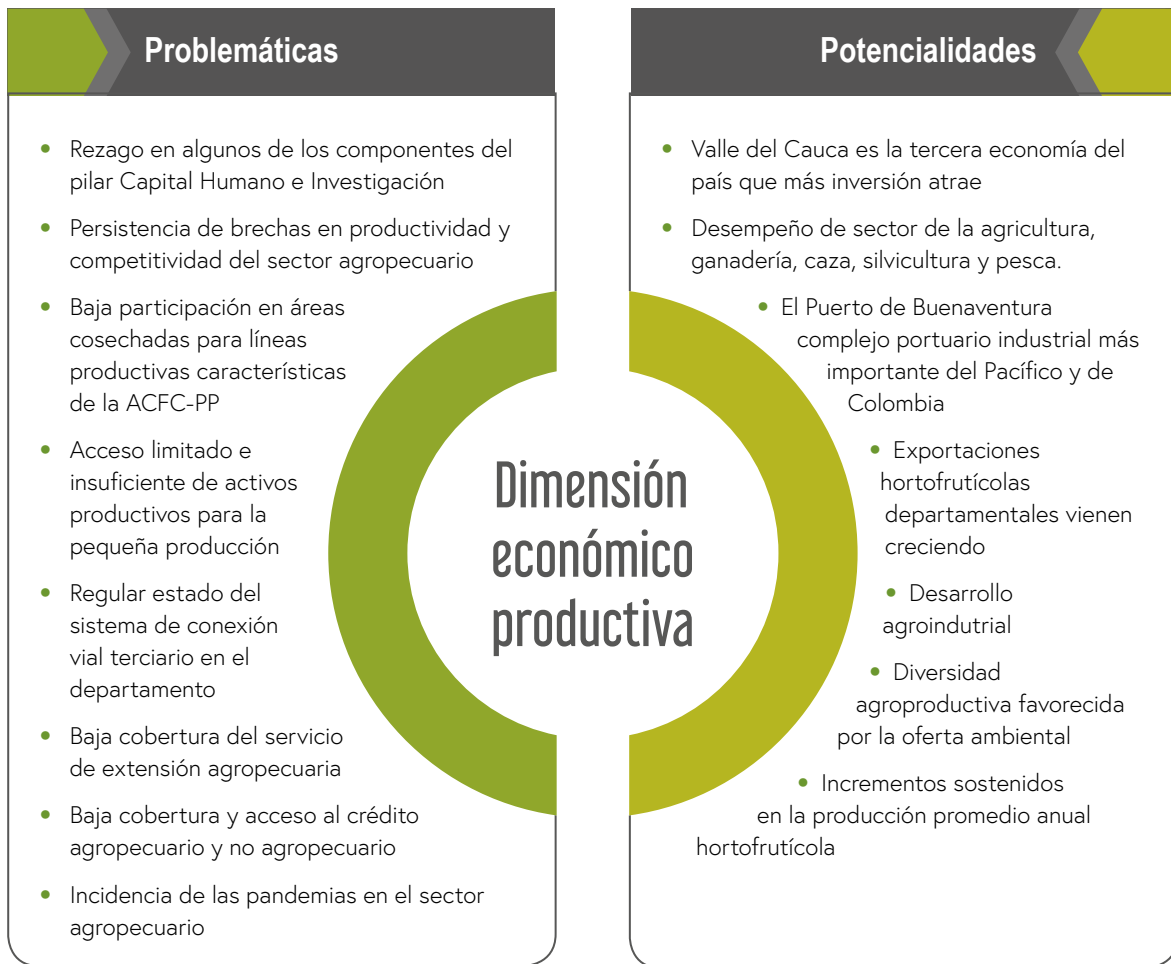 Problemáticas
• Rezago en algunos de los componentes del
pilar Capital Humano e Investigación
• Persistencia de brechas en productividad y
competitividad del sector agropecuario
• Baja participación en áreas
cosechadas para líneas
productivas características
de la ACFC-PP
• Acceso limitado e
insuficiente de activos
productivos para la
pequeña producción
• Regular estado del
sistema de conexión
vial terciario en el
departamento
• Baja cobertura del servicio
de extensión agropecuaria
• Baja cobertura y acceso al crédito
agropecuario y no agropecuario
• Incidencia de las pandemias en el sector
agropecuario
Dimensión
económico
productiva
Potencialidades
• Valle del Cauca es la tercera economía del
país que más inversión atrae
• Desempeño de sector de la agricultura,
ganadería, caza, silvicultura y pesca.
• El Puerto de Buenaventura
complejo portuario industrial más
importante del Pacífico y de
Colombia
• Exportaciones
hortofrutícolas
departamentales vienen
creciendo
• Desarrollo
agroindutrial
• Diversidad
agroproductiva favorecida
por la oferta ambiental
• Incrementos sostenidos
en la producción promedio anual
hortofrutícola